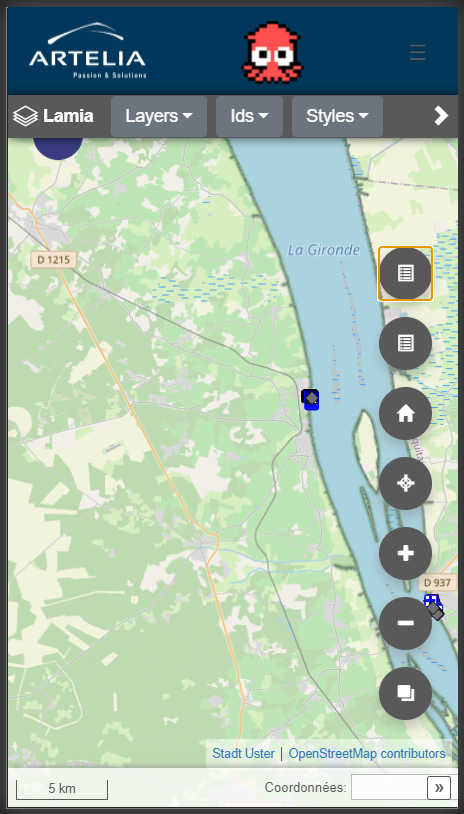 ARTELIA
Passion & Solutions
Lamia
Layers
Ids
Styles
La Gironde
D 1215
D 937
Stadt Uster | OpenStreetMap contributors
5 km
Coordonnées:
»